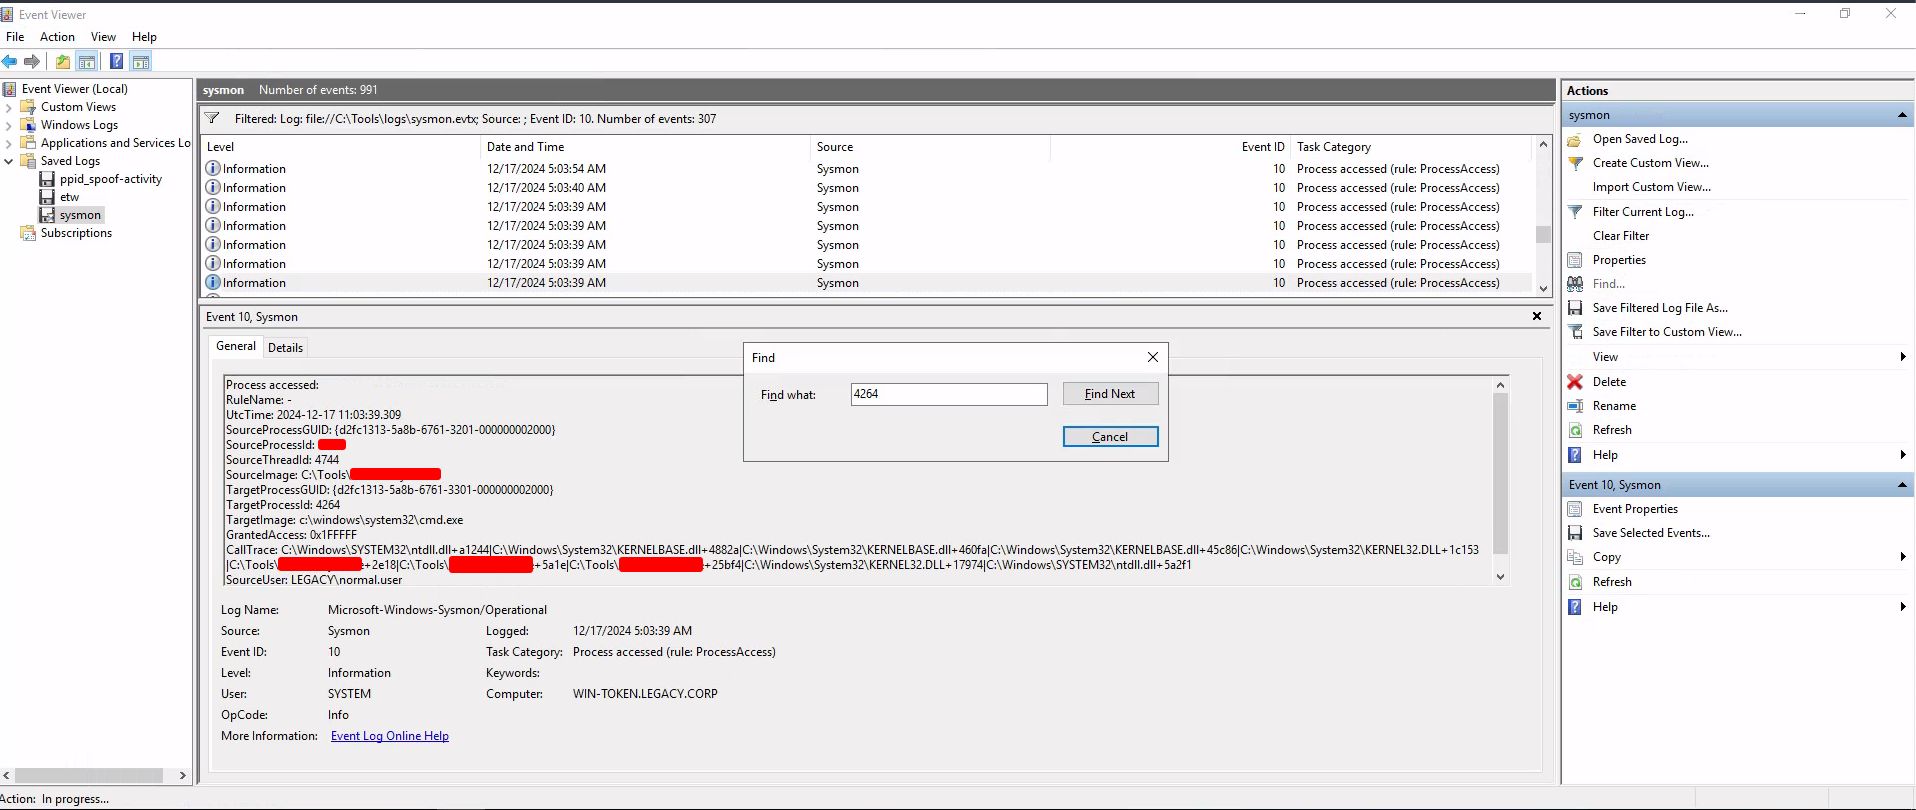 Event Viewer
File Action View Help
Event Viewer (Local)
Custom Views
Windows Logs
Applications and Services Lo
Saved Logs
ppid_spoof-activity
etw
sysmon
Subscriptions
sysmon Number of events: 991
Filtered: Log: file://C:\Tools\logs\sysmon.evtx; Source: ; Event ID: 10. Number of events: 307
Level Date and Time Source Event ID Task Category
Information 12/17/2024 5:03:54 AM Sysmon 10 Process accessed (rule: ProcessAccess)
Information 12/17/2024 5:03:40 AM Sysmon 10 Process accessed (rule: ProcessAccess)
Information 12/17/2024 5:03:39 AM Sysmon 10 Process accessed (rule: ProcessAccess)
Information 12/17/2024 5:03:39 AM Sysmon 10 Process accessed (rule: ProcessAccess)
Information 12/17/2024 5:03:39 AM Sysmon 10 Process accessed (rule: ProcessAccess)
Information 12/17/2024 5:03:39 AM Sysmon 10 Process accessed (rule: ProcessAccess)
Information 12/17/2024 5:03:39 AM Sysmon 10 Process accessed (rule: ProcessAccess)
Event 10, Sysmon
General Details
Process accessed:
RuleName: -
UtcTime: 2024-12-17 11:03:39.309
SourceProcessGUID: {d2fc1313-5a8b-6761-3201-000000002000}
SourceProcessId:
SourceThreadId: 4744
SourceImage: C:\Tools\
TargetProcessGUID: {d2fc1313-5a8b-6761-3301-000000002000}
TargetProcessId: 4264
TargetImage: c:\windows\system32\cmd.exe
GrantedAccess: 0x1FFFFF
CallTrace: C:\Windows\SYSTEM32\ntdll.dll+a1244|C:\Windows\System32\KERNELBASE.dll+4882a|C:\Windows\System32\KERNELBASE.dll+460fa|C:\Windows\System32\KERNELBASE.dll+45c86|C:\Windows\System32\KERNEL32.DLL+1c153
|C:\Tools\ +2e18|C:\Tools\ +5a1e|C:\Tools\ +25bf4|C:\Windows\System32\KERNEL32.DLL+17974|C:\Windows\SYSTEM32\ntdll.dll+5a2f1
SourceUser: LEGACY\normal.user
Log Name: Microsoft-Windows-Sysmon/Operational
Source: Sysmon Logged: 12/17/2024 5:03:39 AM
Event ID: 10 Task Category: Process accessed (rule: ProcessAccess)
Level: Information Keywords:
User: SYSTEM Computer: WIN-TOKEN.LEGACY.CORP
OpCode: Info
More Information: Event Log Online Help
Find
Find what: 4264 Find Next
Cancel
Actions
sysmon
Open Saved Log...
Create Custom View...
Import Custom View...
Filter Current Log...
Clear Filter
Properties
Find...
Save Filtered Log File As...
Save Filter to Custom View...
View
Delete
Rename
Refresh
Help
Event 10, Sysmon
Event Properties
Save Selected Events...
Copy
Refresh
Help
Action: In progress...